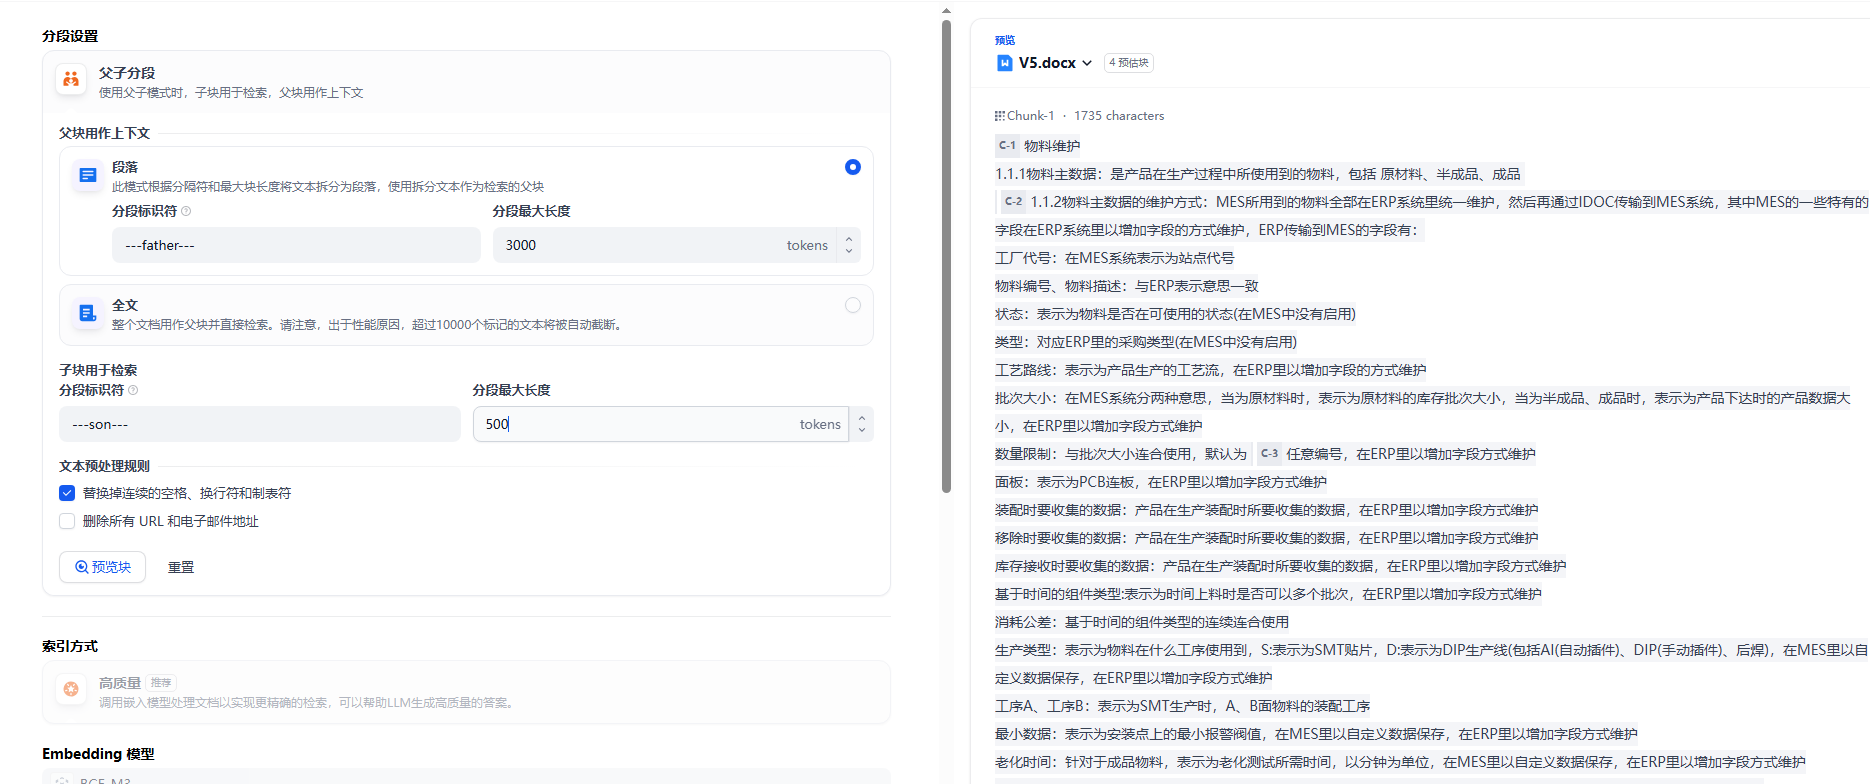 分段设置
父子分段
使用父子模式时，子块用于检索，父块用作上下文
父块用作上下文
段落
此模式根据分隔符和最大块长度将文本拆分为段落，使用拆分文本作为检索的父块
分段标识符
分段最大长度
---father---
3000 tokens
全文
整个文档用作父块并直接检索。请注意，出于性能原因，超过10000个标记的文本将被自动截断。
子块用于检索
分段标识符
分段最大长度
---son---
500 tokens
文本预处理规则
替换掉连续的空格、换行符和制表符
删除所有 URL 和电子邮件地址
预览块
重置
索引方式
高质量 推荐
调用嵌入模型处理文档以实现更精确的检索，可以帮助LLM生成高质量的答案。
Embedding 模型
BGE-M3
预览
V5.docx 4 预估块
Chunk-1 · 1735 characters
C-1 物料维护
1.1.1物料主数据：是产品在生产过程中所使用到的物料，包括 原材料、半成品、成品
C-2 1.1.2物料主数据的维护方式：MES所用到的物料全部在ERP系统里统一维护，然后再通过IDOC传输到MES系统，其中MES的一些特有的
字段在ERP系统里以增加字段的方式维护，ERP传输到MES的字段有：
工厂代号：在MES系统表示为站点代号
物料编号、物料描述：与ERP表示意思一致
状态：表示为物料是否在可使用的状态(在MES中没有启用)
类型：对应ERP里的采购类型(在MES中没有启用)
工艺路线：表示为产品生产的工艺流，在ERP里以增加字段的方式维护
批次大小：在MES系统分两种意思，当为原材料时，表示为原材料的库存批次大小，当为半成品、成品时，表示为产品下达时的产品数据大
小，在ERP里以增加字段方式维护
数量限制：与批次大小连合使用，默认为 C-3 任意编号，在ERP里以增加字段方式维护
面板：表示为PCB连板，在ERP里以增加字段方式维护
装配时要收集的数据：产品在生产装配时所要收集的数据，在ERP里以增加字段方式维护
移除时要收集的数据：产品在生产装配时所要收集的数据，在ERP里以增加字段方式维护
库存接收时要收集的数据：产品在生产装配时所要收集的数据，在ERP里以增加字段方式维护
基于时间的组件类型:表示为时间上料时是否可以多个批次，在ERP里以增加字段方式维护
消耗公差：基于时间的组件类型的连续连合使用
生产类型：表示为物料在什么工序使用到，S:表示为SMT贴片，D:表示为DIP生产线(包括AI(自动插件)、DIP(手动插件)、后焊)，在MES里以自
定义数据保存，在ERP里以增加字段方式维护
工序A、工序B：表示为SMT生产时，A、B面物料的装配工序
最小数据：表示为安装点上的最小报警阀值，在MES里以自定义数据保存，在ERP里以增加字段方式维护
老化时间：针对于成品物料，表示为老化测试所需时间，以分钟为单位，在MES里以自定义数据保存，在ERP里以增加字段方式维护